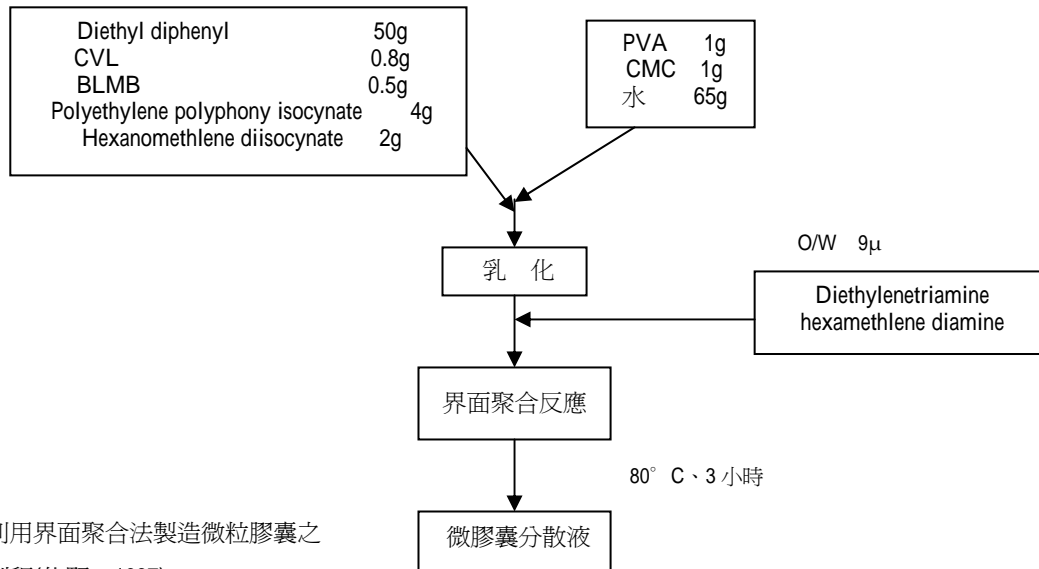 Diethyl diphenyl 50g
CVL 0.8g
BLMB 0.5g
Polyethylene polyphony isocynate 4g
Hexanomethlene diisocynate 2g
PVA 1g
CMC 1g
水 65g
乳 化
O/W 9μ
Diethylenetriamine
hexamethlene diamine
界面聚合反應
80° C、3 小時
微膠囊分散液
利用界面聚合法製造微粒膠囊之